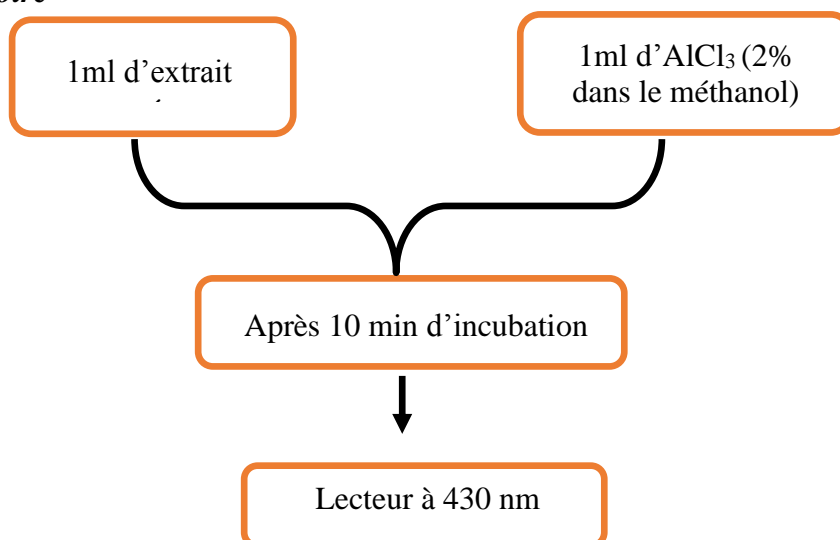 1ml d’extrait
1ml d’AlCl₃ (2%
dans le méthanol)
Après 10 min d’incubation
Lecteur à 430 nm